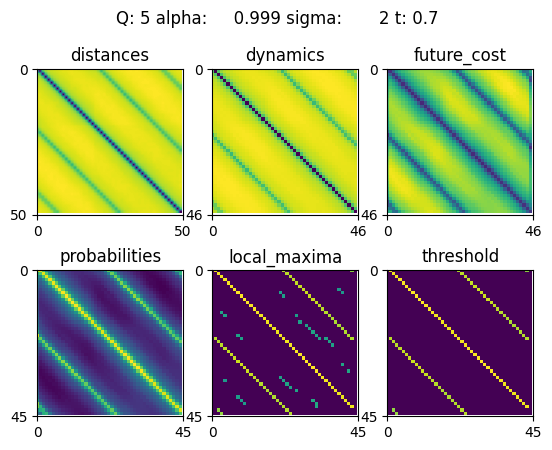 Q: 5 alpha: 0.999 sigma: 2 t: 0.7
distances dynamics future_cost
0 0 0
50 46 46
0 50 0 46 0 46
probabilities local_maxima threshold
0 0 0
45 45 45
0 45 0 45 0 45